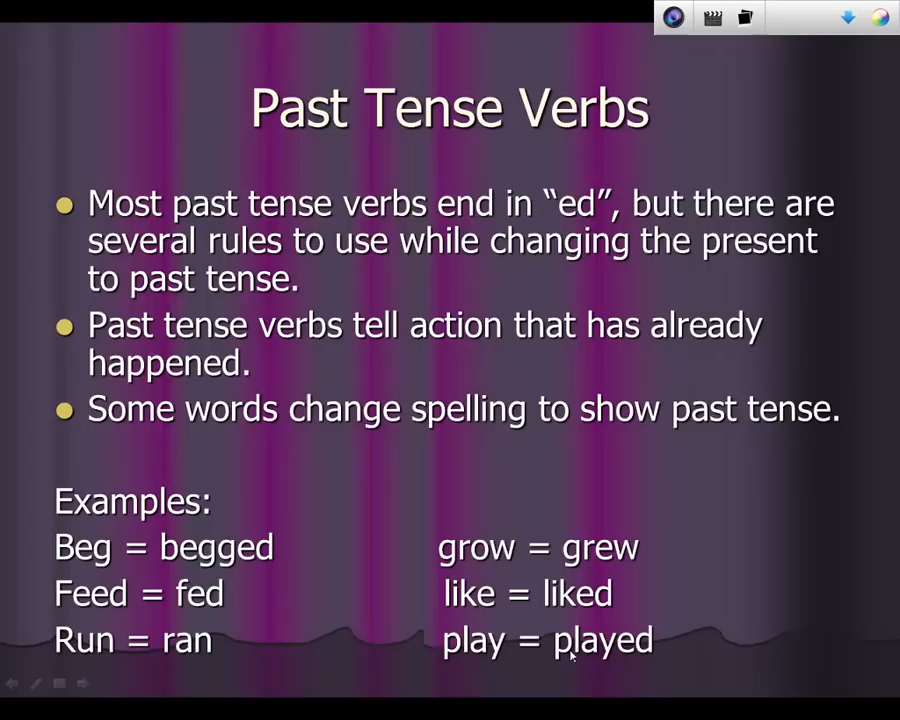 Past Tense Verbs
Most past tense verbs end in “ed”, but there are
several rules to use while changing the present
to past tense.
Past tense verbs tell action that has already
happened.
Some words change spelling to show past tense.
Examples:
Beg = begged grow = grew
Feed = fed like = liked
Run = ran play = played